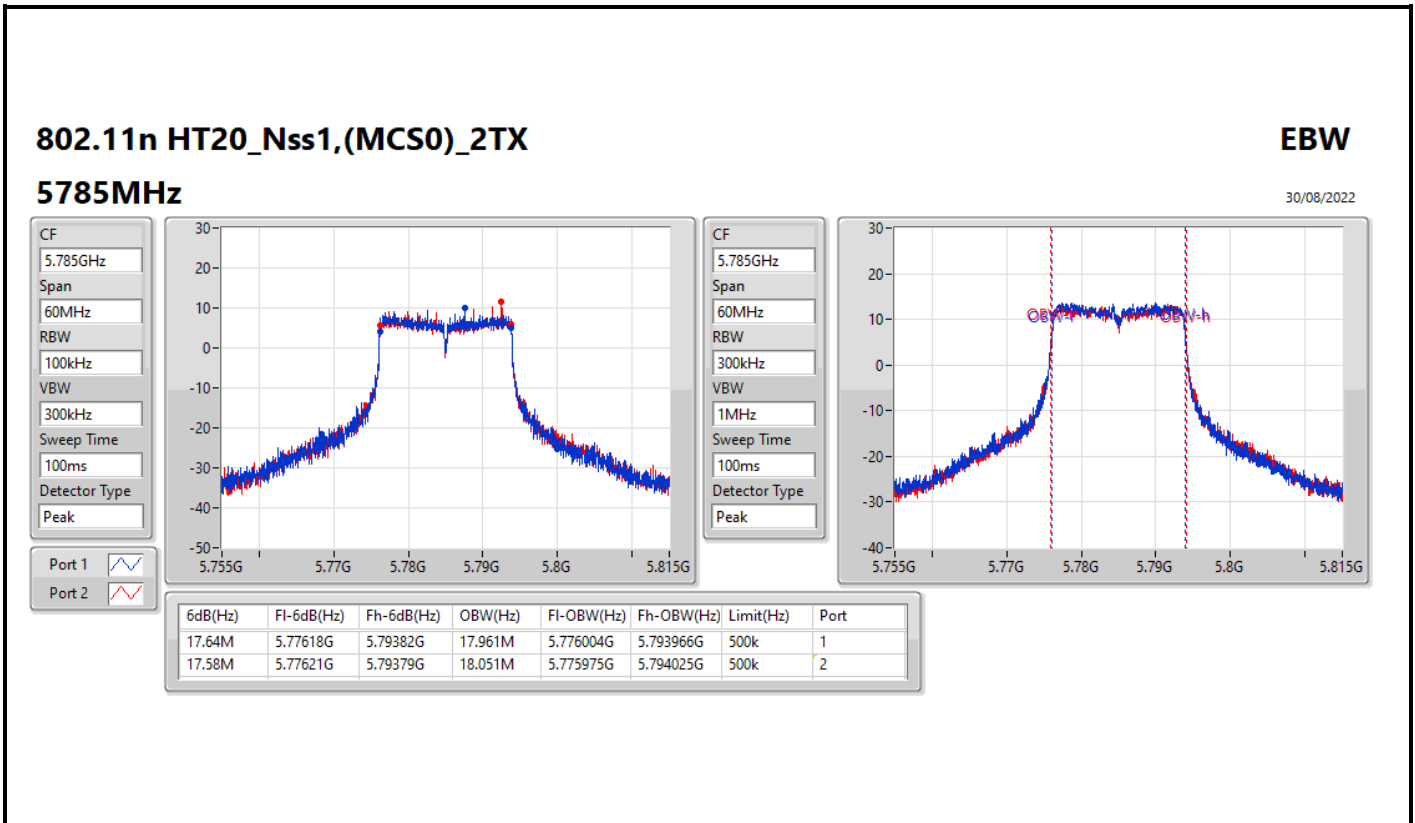 802.11n HT20_Nss1,(MCS0)_2TX
EBW
5785MHz
30/08/2022
CF
5.785GHz
Span
60MHz
RBW
100kHz
VBW
300kHz
Sweep Time
100ms
Detector Type
Peak
30
20
10
0
-10
-20
-30
-40
-50
5.755G 5.77G 5.78G 5.79G 5.8G 5.815G
CF
5.785GHz
Span
60MHz
RBW
300kHz
VBW
1MHz
Sweep Time
100ms
Detector Type
Peak
30
20
10
0
-10
-20
-30
-40
OBW-l OBW-h
5.755G 5.77G 5.78G 5.79G 5.8G 5.815G
Port 1
Port 2
6dB(Hz) Fl-6dB(Hz) Fh-6dB(Hz) OBW(Hz) Fl-OBW(Hz) Fh-OBW(Hz) Limit(Hz) Port
17.64M 5.77618G 5.79382G 17.961M 5.776004G 5.793966G 500k 1
17.58M 5.77621G 5.79379G 18.051M 5.775975G 5.794025G 500k 2